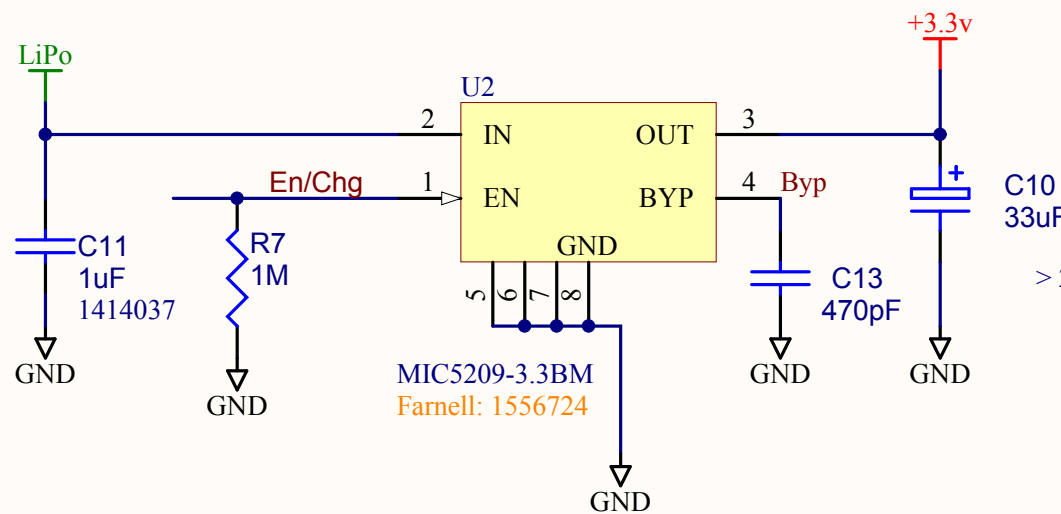 LiPo
+3.3v
U2
2
IN
OUT
3
En/Chg
1
EN
BYP
4
Byp
GND
C11
1uF
1414037
R7
1M
5
6
7
8
C13
470pF
C10
33uF
>
MIC5209-3.3BM
Farnell: 1556724
GND
GND
GND
GND
GND